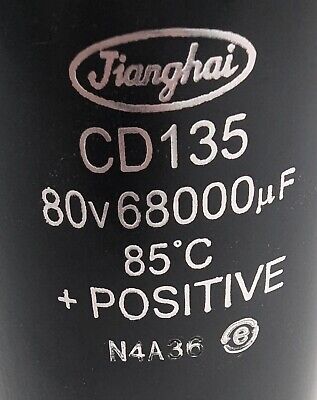 Jianghai
CD135
80V68000µF
85°C
+ POSITIVE
N4A36 e